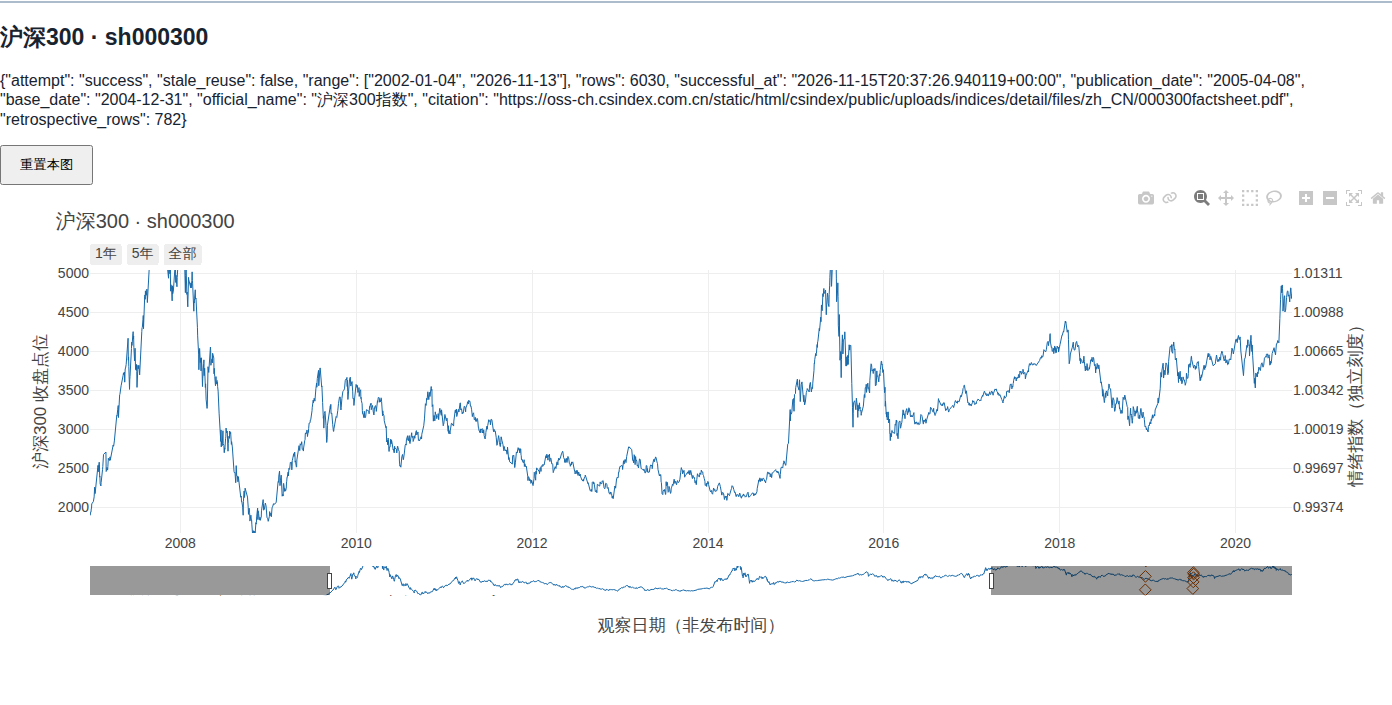 沪深300 · sh000300
{"attempt": "success", "stale_reuse": false, "range": ["2002-01-04", "2026-11-13"], "rows": 6030, "successful_at": "2026-11-15T20:37:26.940119+00:00", "publication_date": "2005-04-08",
"base_date": "2004-12-31", "official_name": "沪深300指数", "citation": "https://oss-ch.csindex.com.cn/static/html/csindex/public/uploads/indices/detail/files/zh_CN/000300factsheet.pdf",
"retrospective_rows": 782}
重置本图
沪深300 · sh000300
1年 5年 全部
5000 1.01311
4500 1.00988
4000 1.00665
3500 1.00342
3000 1.00019
2500 0.99697
2000 0.99374
沪深300 收盘点位
情绪指数（独立刻度）
2008 2010 2012 2014 2016 2018 2020
观察日期（非发布时间）